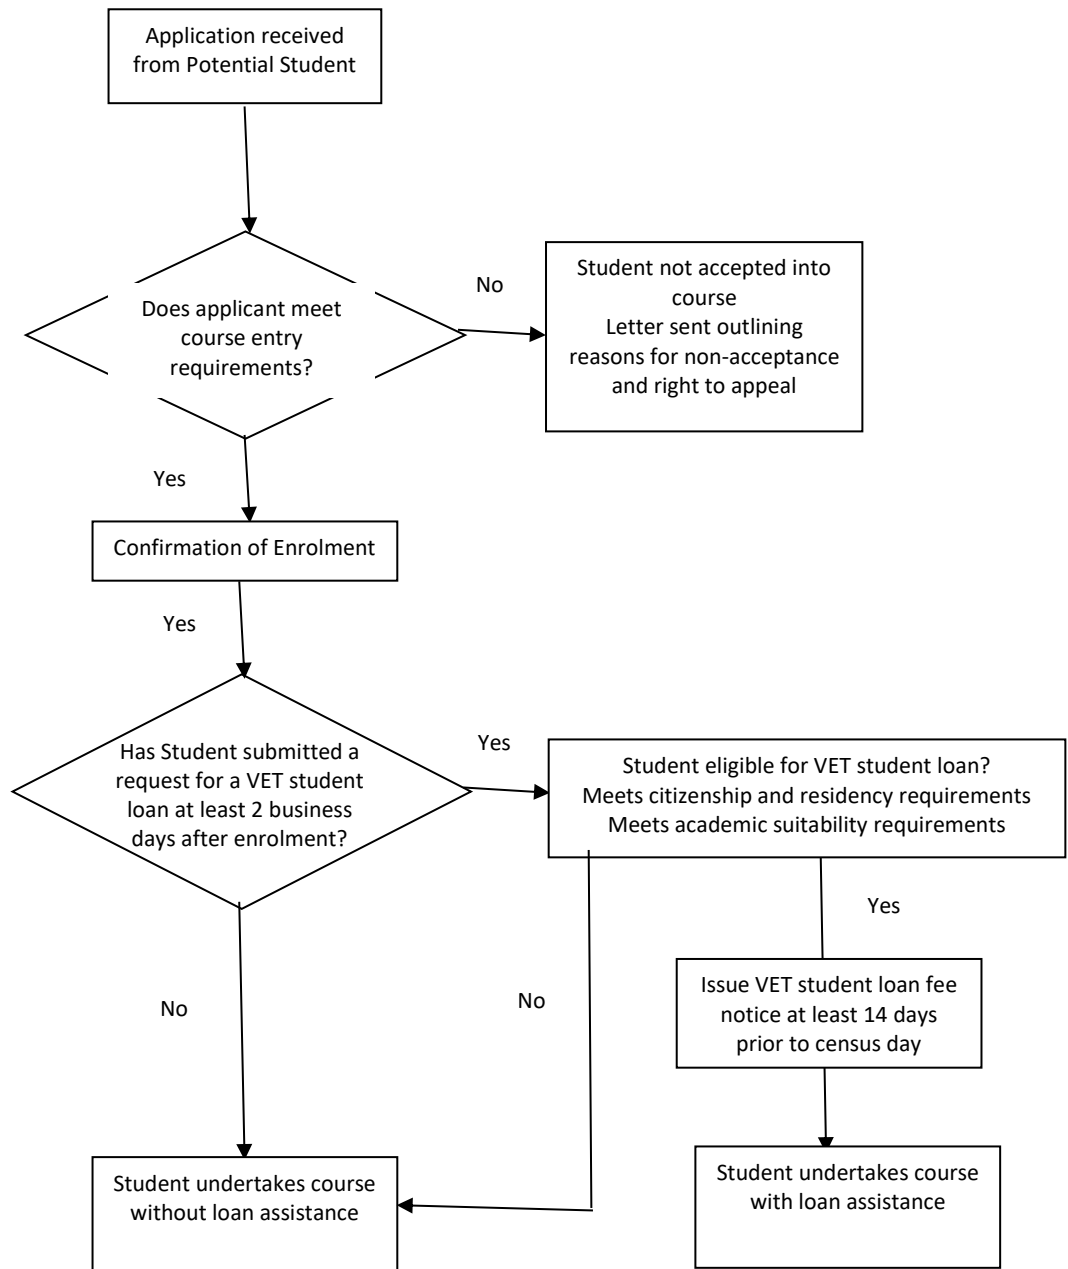 Application received
from Potential Student
Does applicant meet
course entry
requirements?
No
Student not accepted into
course
Letter sent outlining
reasons for non-acceptance
and right to appeal
Yes
Confirmation of Enrolment
Yes
Has Student submitted a
request for a VET student
loan at least 2 business
days after enrolment?
Yes
Student eligible for VET student loan?
Meets citizenship and residency requirements
Meets academic suitability requirements
Yes
No
No
Issue VET student loan fee
notice at least 14 days
prior to census day
Student undertakes course
without loan assistance
Student undertakes course
with loan assistance